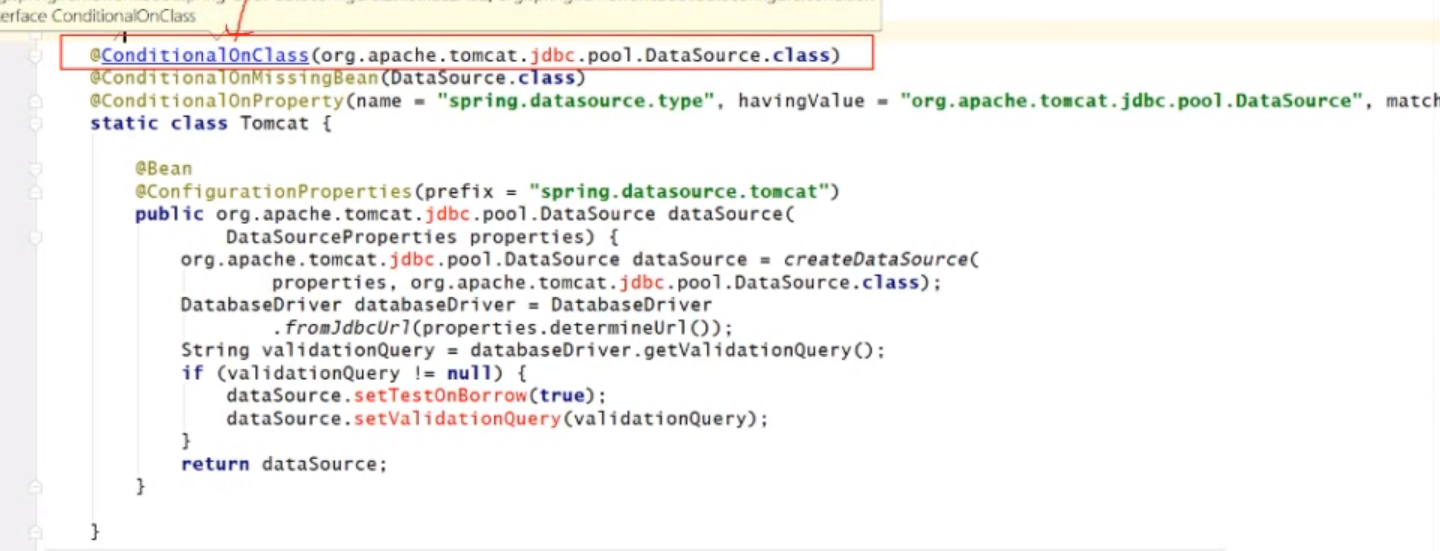 erface ConditionalOnClass
@ConditionalOnClass(org.apache.tomcat.jdbc.pool.DataSource.class)
@ConditionalOnMissingBean(DataSource.class)
@ConditionalOnProperty(name = "spring.datasource.type", havingValue = "org.apache.tomcat.jdbc.pool.DataSource", match
static class Tomcat {
@Bean
@ConfigurationProperties(prefix = "spring.datasource.tomcat")
public org.apache.tomcat.jdbc.pool.DataSource dataSource(
DataSourceProperties properties) {
org.apache.tomcat.jdbc.pool.DataSource dataSource = createDataSource(
properties, org.apache.tomcat.jdbc.pool.DataSource.class);
DatabaseDriver databaseDriver = DatabaseDriver
.fromJdbcUrl(properties.determineUrl());
String validationQuery = databaseDriver.getValidationQuery();
if (validationQuery != null) {
dataSource.setTestOnBorrow(true);
dataSource.setValidationQuery(validationQuery);
}
return dataSource;
}
}